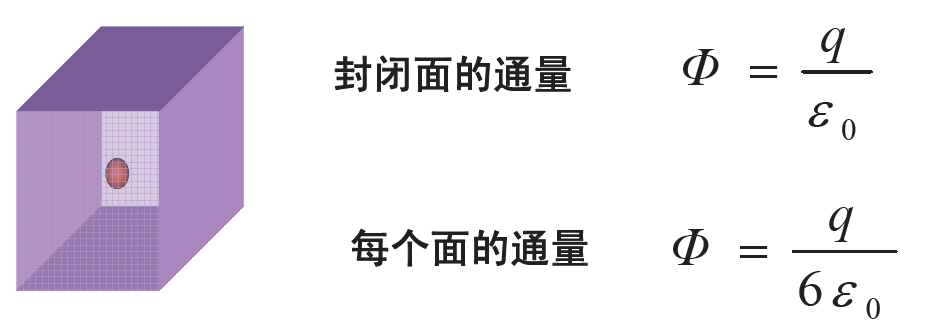 封闭面的通量 Φ = q/ε₀
每个面的通量 Φ = q/6ε₀